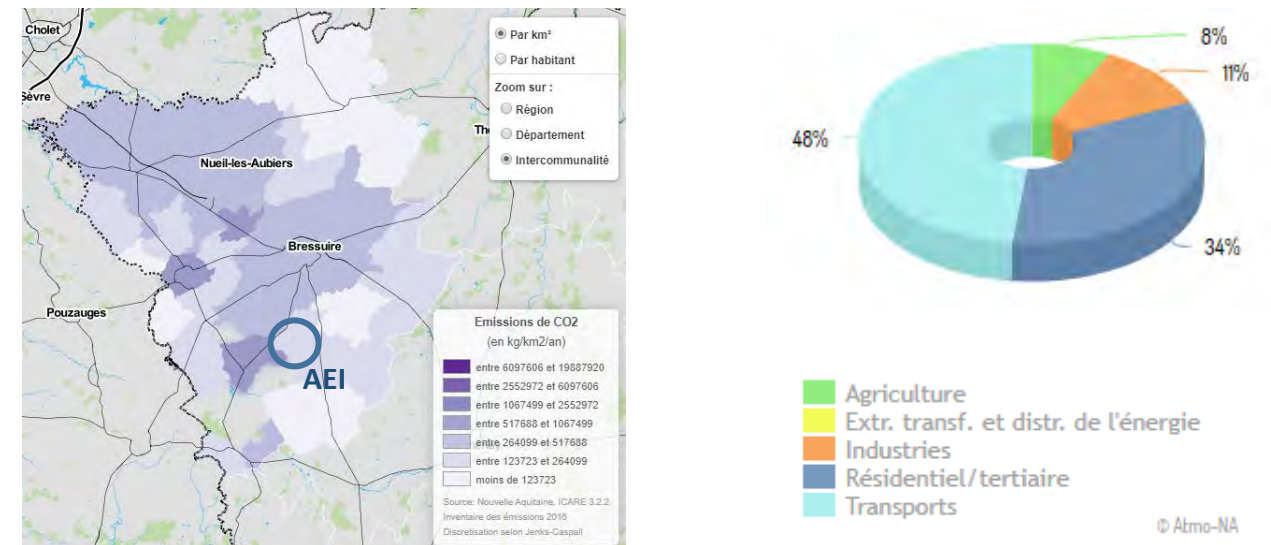 Cholet
Sèvre
Nueil-les-Aubiers
Bressuire
Pouzauges
AEI
Par km²
Par habitant
Zoom sur :
Région
Département
Intercommunalité
Emissions de CO2
(en kg/km2/an)
entre 6097606 et 19887920
entre 2552972 et 6097606
entre 1067499 et 2552972
entre 517688 et 1067499
entre 264099 et 517688
entre 123723 et 264099
moins de 123723
Source: Nouvelle Aquitaine, ICARE 3.2.2
Inventaire des émissions 2016
Discretisation selon Jenks-Caspall
8%
11%
48%
34%
Agriculture
Extr. transf. et distr. de l'énergie
Industries
Résidentiel/tertiaire
Transports
© Atmo-NA